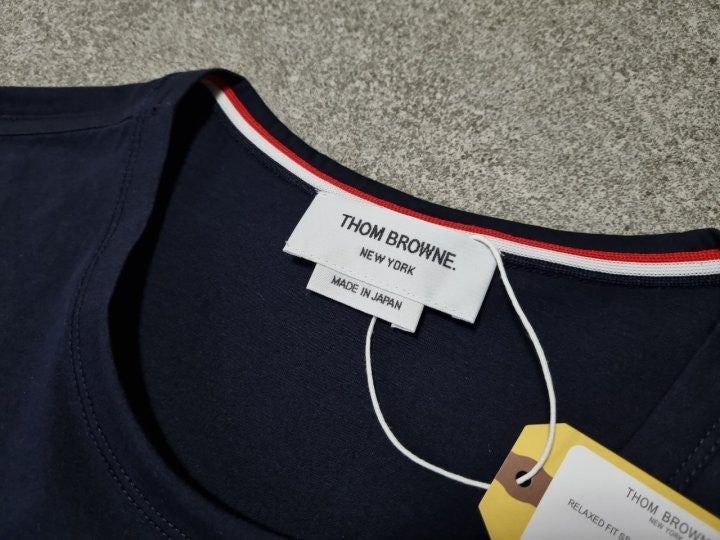 THOM BROWNE.
NEW YORK
MADE IN JAPAN
THOM BROWNE
NEW YORK
RELAXED FIT